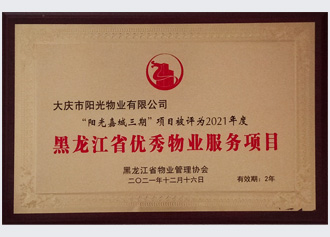 大庆市阳光物业有限公司
“阳光嘉城三期”项目被评为2021年度
黑龙江省优秀物业服务项目
黑龙江省物业管理协会
二〇二一年十二月十六日 有效期：2年